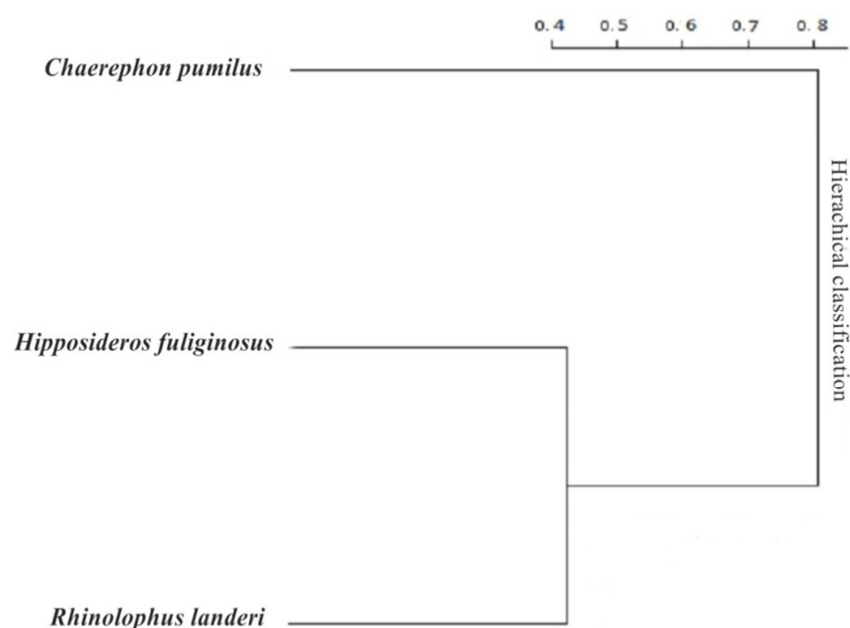 0.4 0.5 0.6 0.7 0.8
Chaerephon pumilus
Hierachical classification
Hipposideros fuliginosus
Rhinolophus landeri